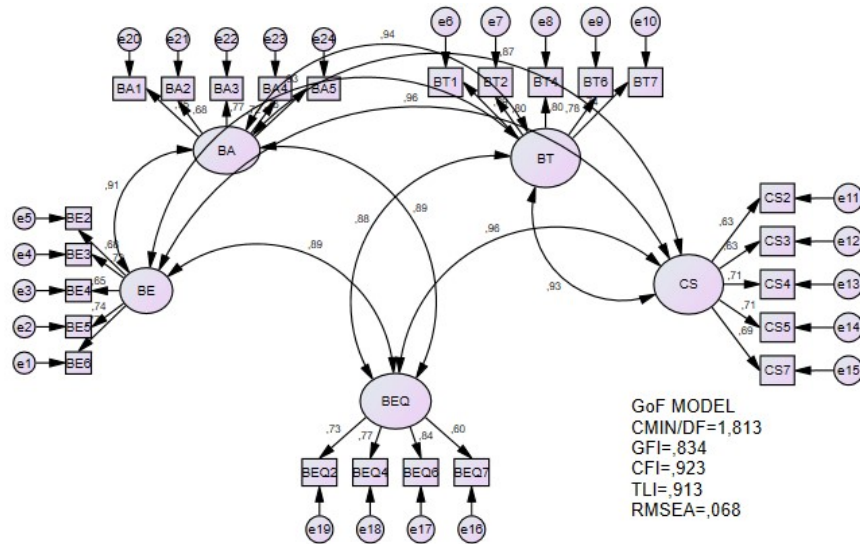 e20 e21 e22 e23 e24
e6 e7 e8 e9 e10
BA1 BA2 BA3 BA4 BA5
BT1 BT2 BT4 BT6 BT7
,94
,87
,96
,68 ,77
,80 ,80 ,78
BA
BT
,91
,88
,89
,89
,96
,93
e5 BE2
e4 BE3
e3 BE4
e2 BE5
e1 BE6
,68
,65
,74
BE
CS
CS2 e11
CS3 e12
CS4 e13
CS5 e14
CS7 e15
,63
,63
,71
,71
,69
BEQ
,73 ,77 ,84 ,60
BEQ2 BEQ4 BEQ6 BEQ7
e19 e18 e17 e16
GoF MODEL
CMIN/DF=1,813
GFI=,834
CFI=,923
TLI=,913
RMSEA=,068